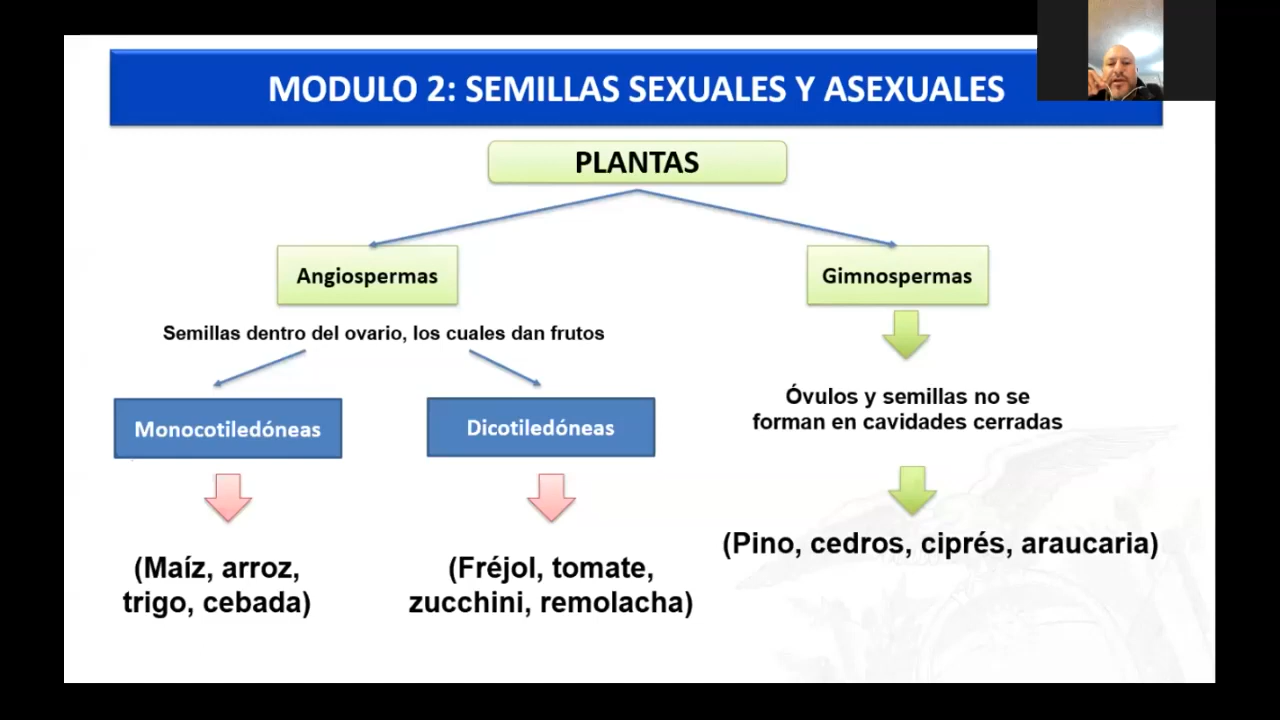 MODULO 2: SEMILLAS SEXUALES Y ASEXUALES
PLANTAS
Angiospermas
Gimnospermas
Semillas dentro del ovario, los cuales dan frutos
Óvulos y semillas no se
forman en cavidades cerradas
Monocotiledóneas
Dicotiledóneas
(Pino, cedros, ciprés, araucaria)
(Maíz, arroz,
trigo, cebada)
(Fréjol, tomate,
zucchini, remolacha)